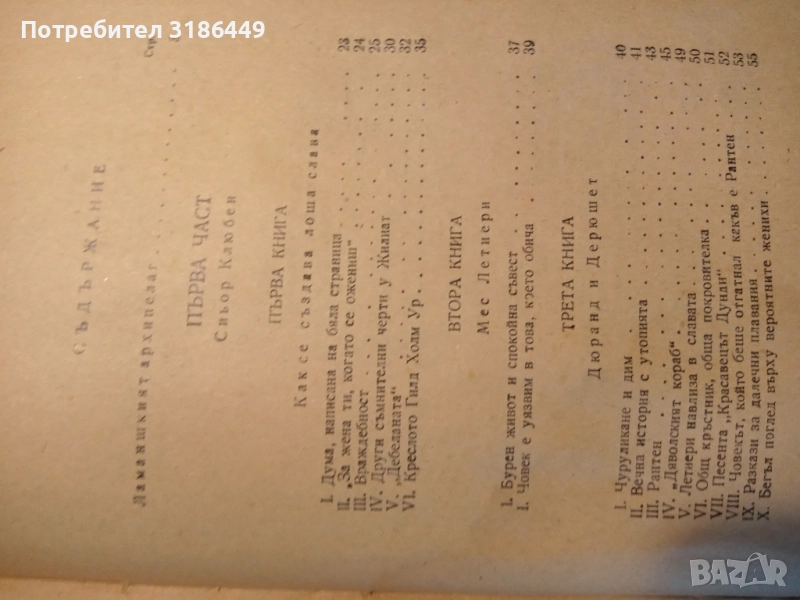 Потребител 3186449
СЪДЪРЖАНИЕ
Стр.
Ламаншкият архипелаг . . . . . . . . . .
ПЪРВА ЧАСТ
Сиьор Клюбен
ПЪРВА КНИГА
Как се създава лоша слава
I. Дума, написана на бяла страница . . . . . 23
II. „За жена ти, когато се ожениш“ . . . . . 24
III. Враждебност . . . . . . . . . . 25
IV. Други съмнителни черти у Жилиат . . . . 30
V. „Дебеланата“ . . . . . . . . . . 32
VI. Креслото Гилд Холм Ур . . . . . . . 35
ВТОРА КНИГА
Мес Летиери
I. Бурен живот и спокойна съвест . . . . . 37
I. Човек е уязвим в това, което обича . . . . 39
ТРЕТА КНИГА
Дюранд и Дерюшет
I. Чуруликане и дим . . . . . . . . . 40
II. Вечна история с утопията . . . . . . . 41
III. Рантен . . . . . . . . . . . . 43
IV. „Дяволският кораб“ . . . . . . . . 45
V. Летиери навлиза в славата . . . . . . 49
VI. Общ кръстник, обща покровителка . . . . 50
VII. Песента „Красавецът Дунди“ . . . . . . 51
VIII. Човекът, който беше отгатнал какъв е Рантен 52
IX. Разкази за далечни плавания . . . . . . 53
X. Бегъл поглед върху вероятните женихи . . . 55
BAZAR